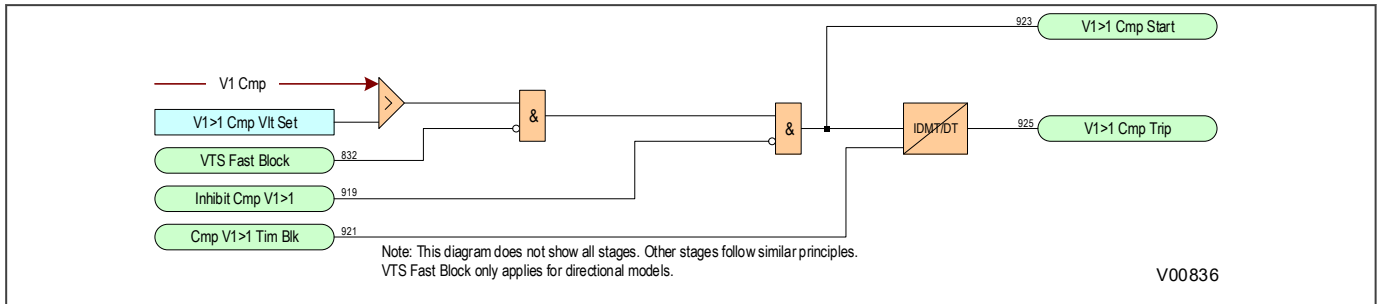 923 V1>1 Cmp Start
V1 Cmp
>
V1>1 Cmp Vlt Set
&
&
IDMT/DT
925 V1>1 Cmp Trip
VTS Fast Block 832
Inhibit Cmp V1>1 919
Cmp V1>1 Tim Blk 921
Note: This diagram does not show all stages. Other stages follow similar principles.
VTS Fast Block only applies for directional models.
V00836